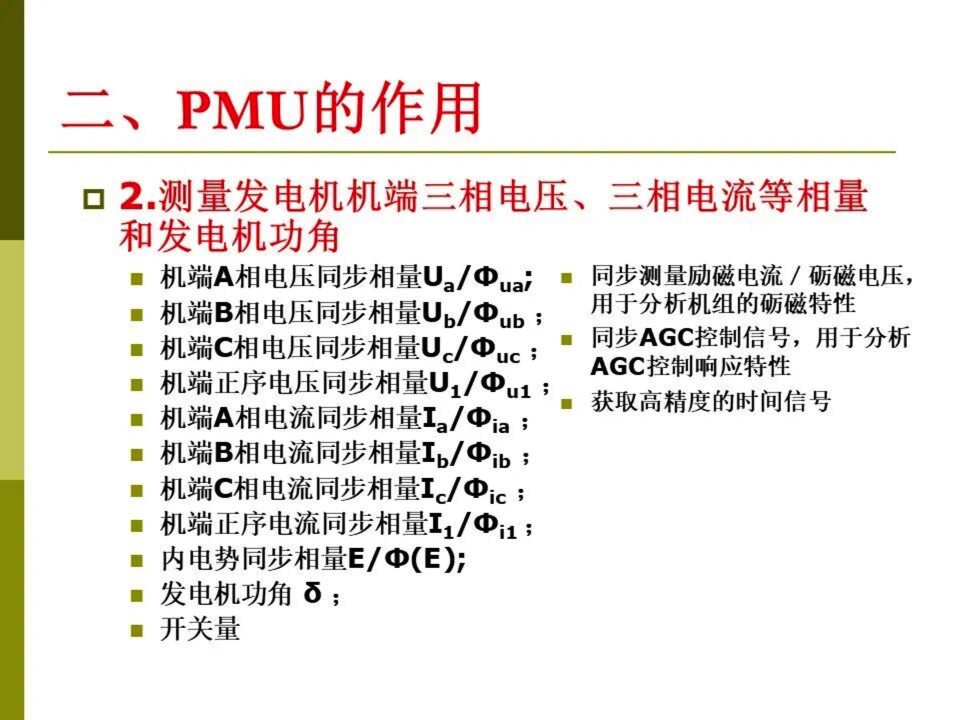 二、PMU的作用
2.测量发电机机端三相电压、三相电流等相量
和发电机功角
机端A相电压同步相量Ua/Φua;
机端B相电压同步相量Ub/Φub ；
机端C相电压同步相量Uc/Φuc ；
机端正序电压同步相量U1/Φu1 ；
机端A相电流同步相量Ia/Φia ；
机端B相电流同步相量Ib/Φib ；
机端C相电流同步相量Ic/Φic ；
机端正序电流同步相量I1/Φi1 ；
内电势同步相量E/Φ(E);
发电机功角 δ ；
开关量
同步测量励磁电流 / 砺磁电压，
用于分析机组的砺磁特性
同步AGC控制信号，用于分析
AGC控制响应特性
获取高精度的时间信号